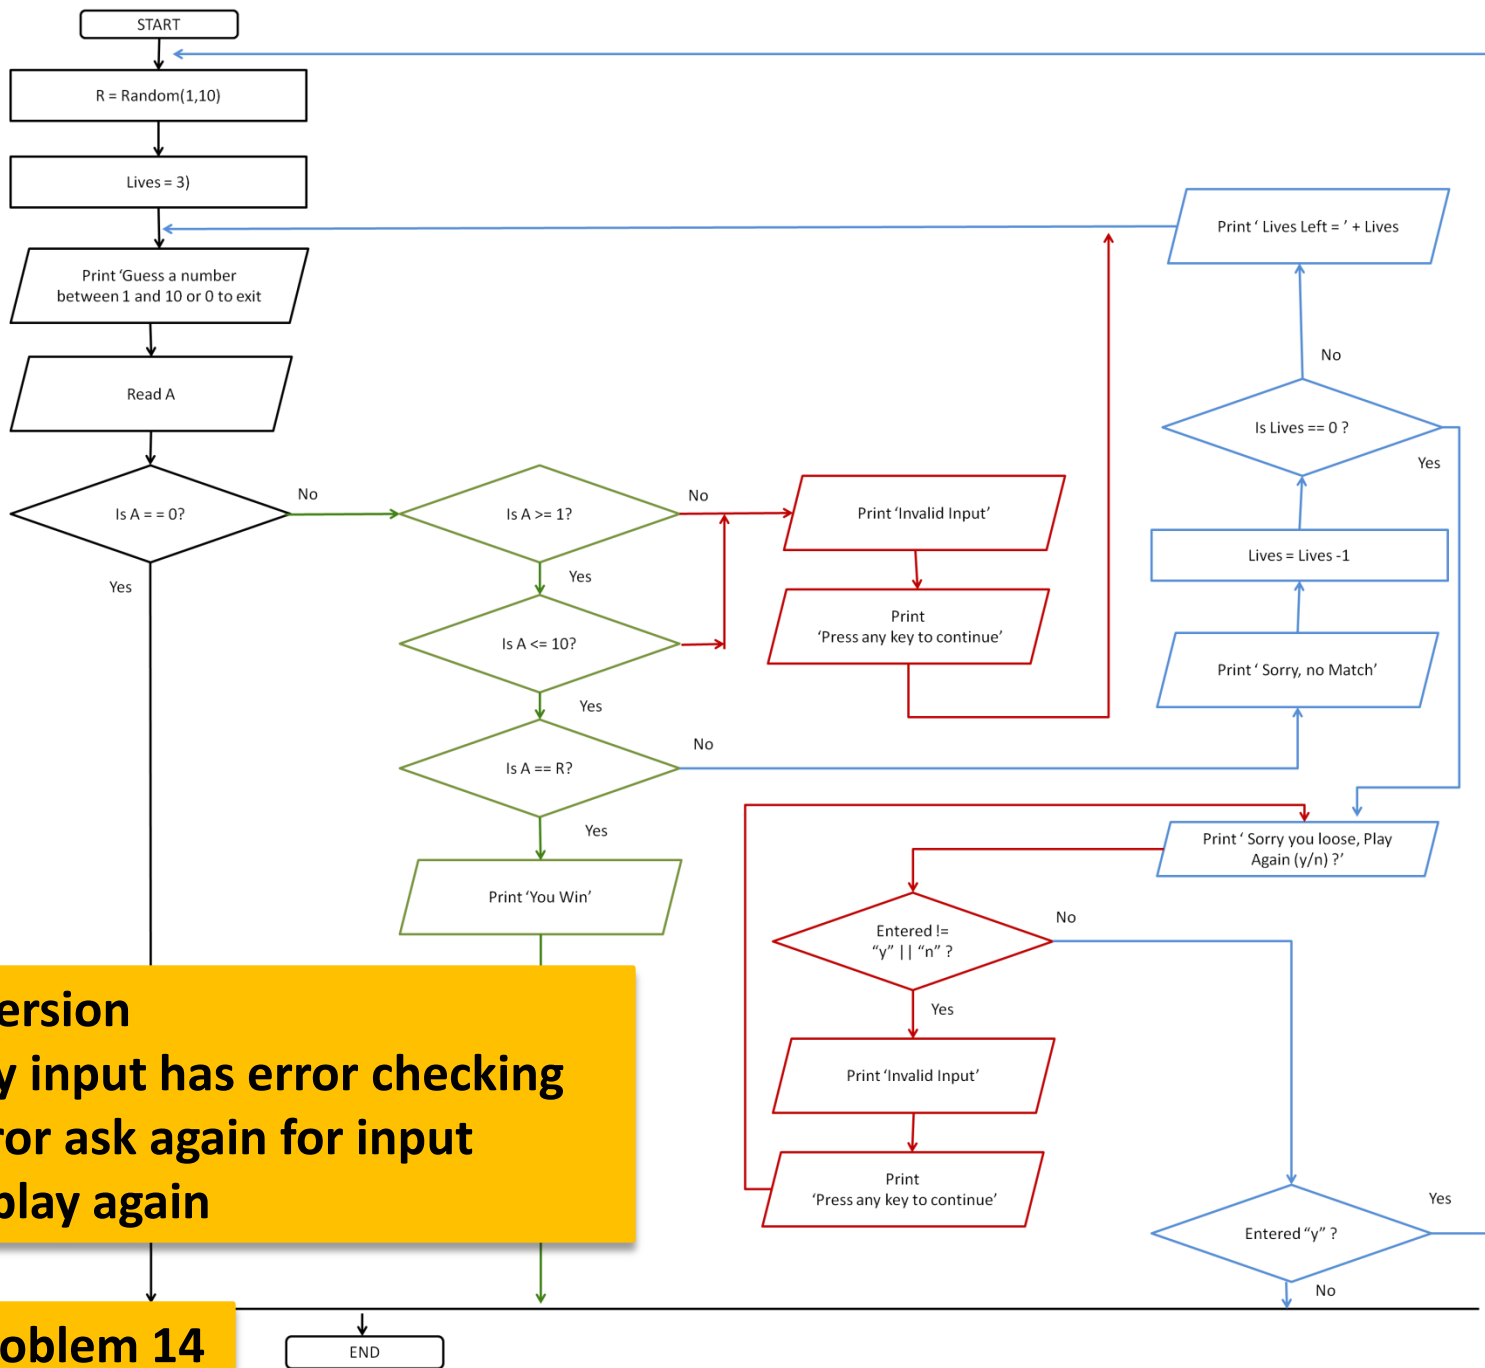 START
R = Random(1,10)
Lives = 3)
Print ‘Guess a number
between 1 and 10 or 0 to exit
Read A
Is A = = 0?
No
Yes
Is A >= 1?
No
Yes
Is A <= 10?
Yes
Is A == R?
No
Yes
Print ‘You Win’
Print ‘Invalid Input’
Print
‘Press any key to continue’
Print ‘ Lives Left = ’ + Lives
No
Is Lives == 0 ?
Yes
Lives = Lives -1
Print ‘ Sorry, no Match’
Print ‘ Sorry you loose, Play
Again (y/n) ?’
Entered !=
“y” || “n” ?
No
Yes
Print ‘Invalid Input’
Print
‘Press any key to continue’
Entered “y” ?
Yes
No
ersion
y input has error checking
ror ask again for input
play again
oblem 14
END